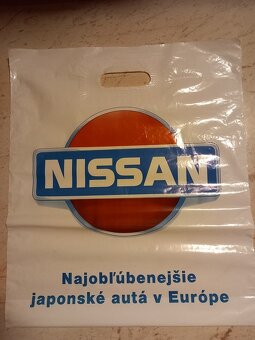 NISSAN
Najobľúbenejšie
japonské autá v Európe